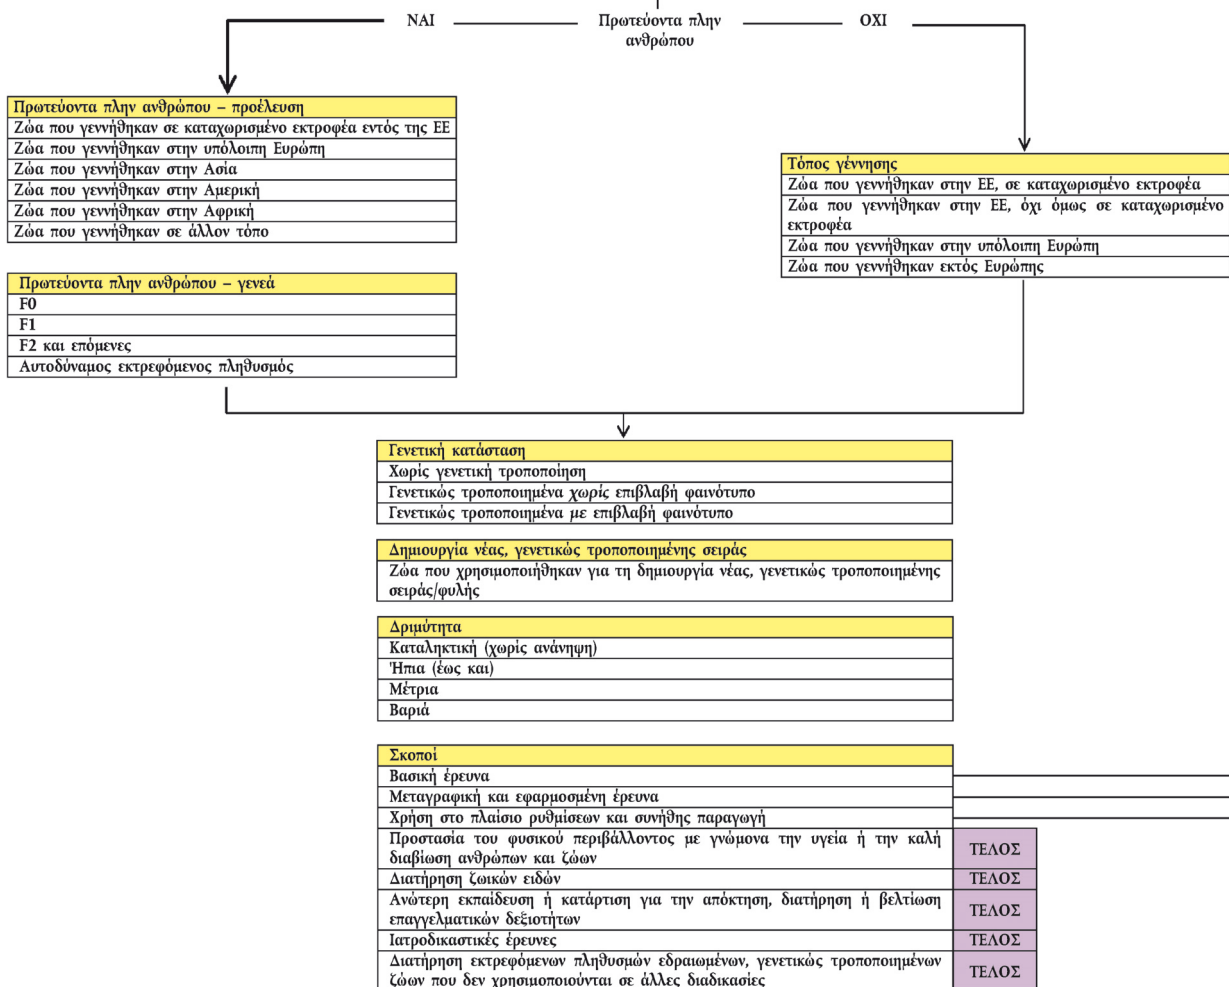 ΝΑΙ
Πρωτεύοντα πλην
ανθρώπου
ΟΧΙ
Πρωτεύοντα πλην ανθρώπου – προέλευση
Ζώα που γεννήθηκαν σε καταχωρισμένο εκτροφέα εντός της ΕΕ
Ζώα που γεννήθηκαν στην υπόλοιπη Ευρώπη
Ζώα που γεννήθηκαν στην Ασία
Ζώα που γεννήθηκαν στην Αμερική
Ζώα που γεννήθηκαν στην Αφρική
Ζώα που γεννήθηκαν σε άλλον τόπο
Τόπος γέννησης
Ζώα που γεννήθηκαν στην ΕΕ, σε καταχωρισμένο εκτροφέα
Ζώα που γεννήθηκαν στην ΕΕ, όχι όμως σε καταχωρισμένο
εκτροφέα
Ζώα που γεννήθηκαν στην υπόλοιπη Ευρώπη
Ζώα που γεννήθηκαν εκτός Ευρώπης
Πρωτεύοντα πλην ανθρώπου – γενεά
F0
F1
F2 και επόμενες
Αυτοδύναμος εκτρεφόμενος πληθυσμός
Γενετική κατάσταση
Χωρίς γενετική τροποποίηση
Γενετικώς τροποποιημένα χωρίς επιβλαβή φαινότυπο
Γενετικώς τροποποιημένα με επιβλαβή φαινότυπο
Δημιουργία νέας, γενετικώς τροποποιημένης σειράς
Ζώα που χρησιμοποιήθηκαν για τη δημιουργία νέας, γενετικώς τροποποιημένης
σειράς/φυλής
Δριμύτητα
Καταληκτική (χωρίς ανάνηψη)
Ήπια (έως και)
Μέτρια
Βαριά
Σκοποί
Βασική έρευνα
Μεταγραφική και εφαρμοσμένη έρευνα
Χρήση στο πλαίσιο ρυθμίσεων και συνήθης παραγωγή
Προστασία του φυσικού περιβάλλοντος με γνώμονα την υγεία ή την καλή
διαβίωση ανθρώπων και ζώων
ΤΕΛΟΣ
Διατήρηση ζωικών ειδών
ΤΕΛΟΣ
Ανώτερη εκπαίδευση ή κατάρτιση για την απόκτηση, διατήρηση ή βελτίωση
επαγγελματικών δεξιοτήτων
ΤΕΛΟΣ
Ιατροδικαστικές έρευνες
ΤΕΛΟΣ
Διατήρηση εκτρεφόμενων πληθυσμών εδραιωμένων, γενετικώς τροποποιημένων
ζώων που δεν χρησιμοποιούνται σε άλλες διαδικασίες
ΤΕΛΟΣ